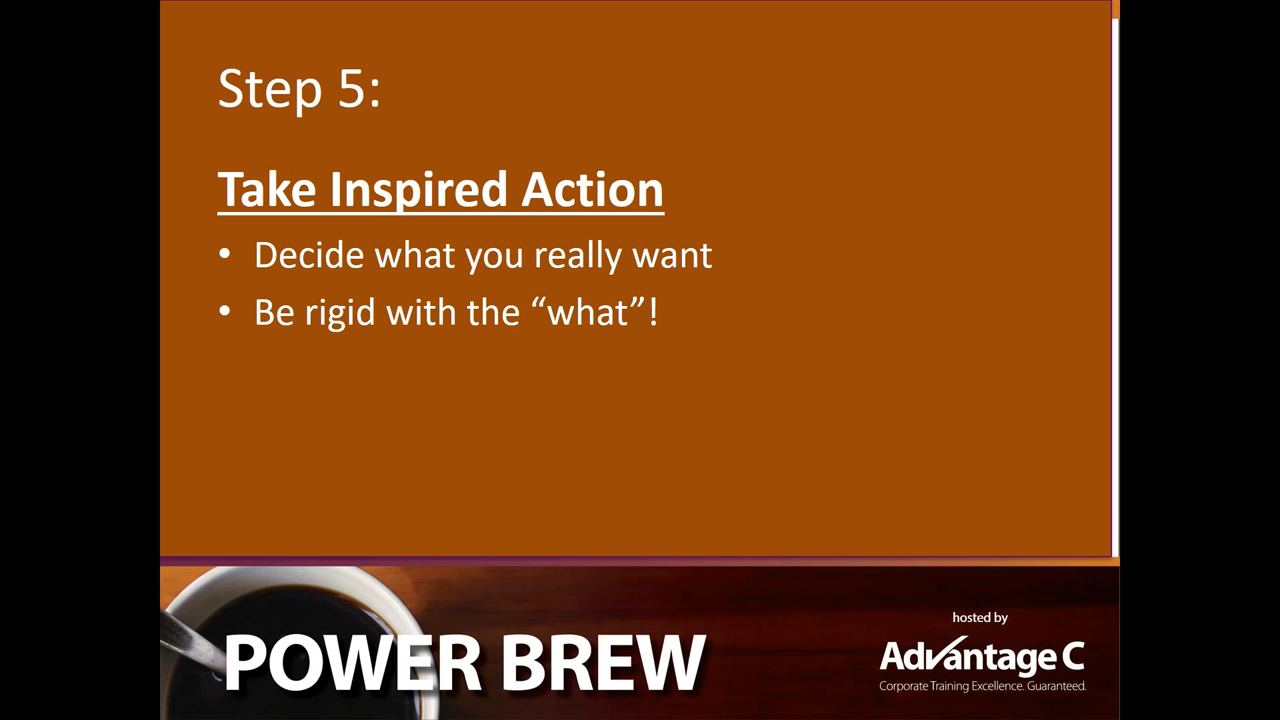 Step 5:
Take Inspired Action
• Decide what you really want
• Be rigid with the “what”!
POWER BREW
hosted by
Advantage C
Corporate Training Excellence. Guaranteed.